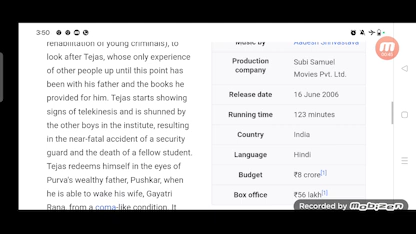 3:50
rehabilitation of young criminals), to
look after Tejas, whose only experience
of other people up until this point has
been with his father and the books he
provided for him. Tejas starts showing
signs of telekinesis and is shunned by
the other boys in the institute, resulting
in the near-fatal accident of a security
guard and the death of a fellow student.
Tejas redeems himself in the eyes of
Purva's wealthy father, Pushkar, when
he is able to wake his wife, Gayatri
Rana, from a coma-like condition. It
Music by Aadesh Shrivastava
Production company Subi Samuel Movies Pvt. Ltd.
Release date 16 June 2006
Running time 123 minutes
Country India
Language Hindi
Budget ₹8 crore[1]
Box office ₹56 lakh[1]
Recorded by Mobizen